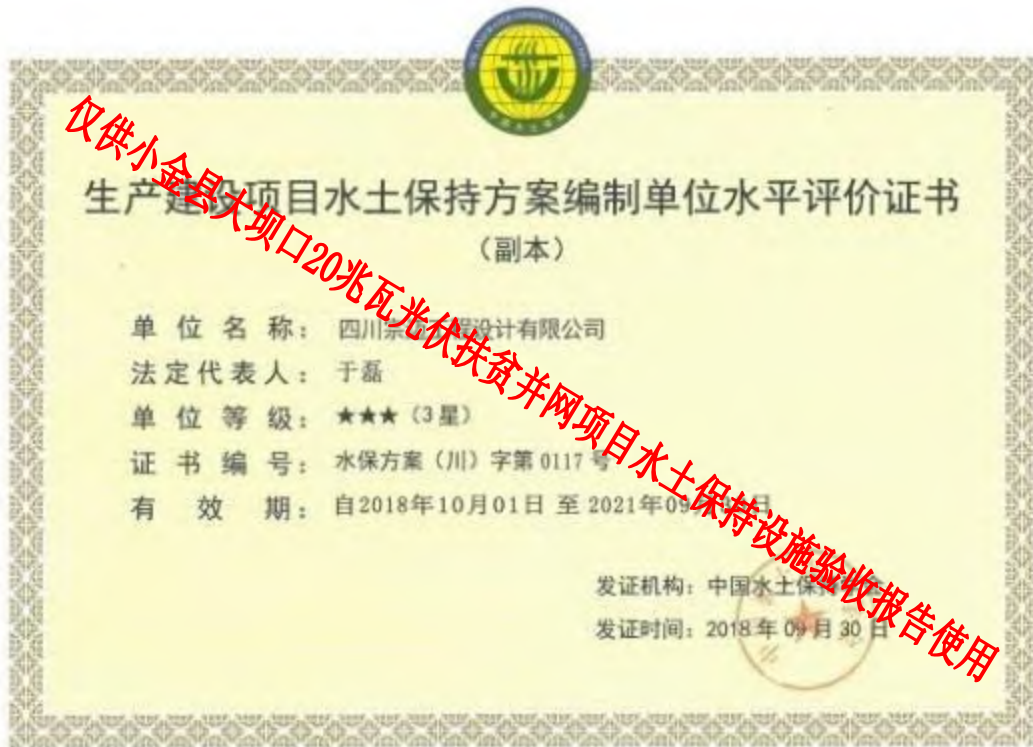 生产建设项目水土保持方案编制单位水平评价证书
（副本）
单位名称： 四川 工程设计有限公司
法定代表人： 于磊
单位等级： ★★★（3星）
证书编号： 水保方案（川）字第 0117 号
有效期： 自2018年10月01日 至 2021年09 日
发证机构：中国水土保持学会
发证时间：2018年09月30日
仅供小金县大坝口20兆瓦光伏扶贫并网项目水土保持设施验收报告使用